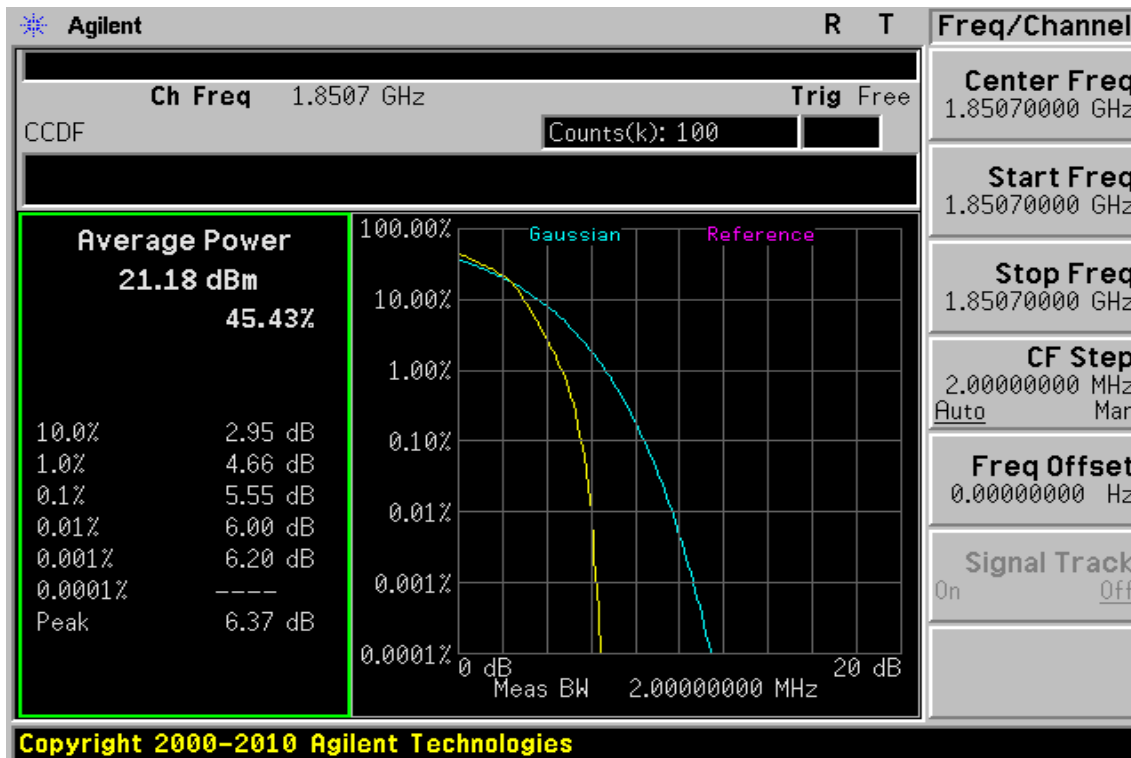 Agilent R T
Ch Freq 1.8507 GHz Trig Free
CCDF Counts(k): 100
Average Power
21.18 dBm
45.43%
10.0% 2.95 dB
1.0% 4.66 dB
0.1% 5.55 dB
0.01% 6.00 dB
0.001% 6.20 dB
0.0001% ----
Peak 6.37 dB
Gaussian Reference
100.00%
10.00%
1.00%
0.10%
0.01%
0.001%
0.0001%
0 dB 20 dB
Meas BW 2.00000000 MHz
Freq/Channel
Center Freq
1.85070000 GHz
Start Freq
1.85070000 GHz
Stop Freq
1.85070000 GHz
CF Step
2.00000000 MHz
Auto Man
Freq Offset
0.00000000 Hz
Signal Track
On Off
Copyright 2000-2010 Agilent Technologies